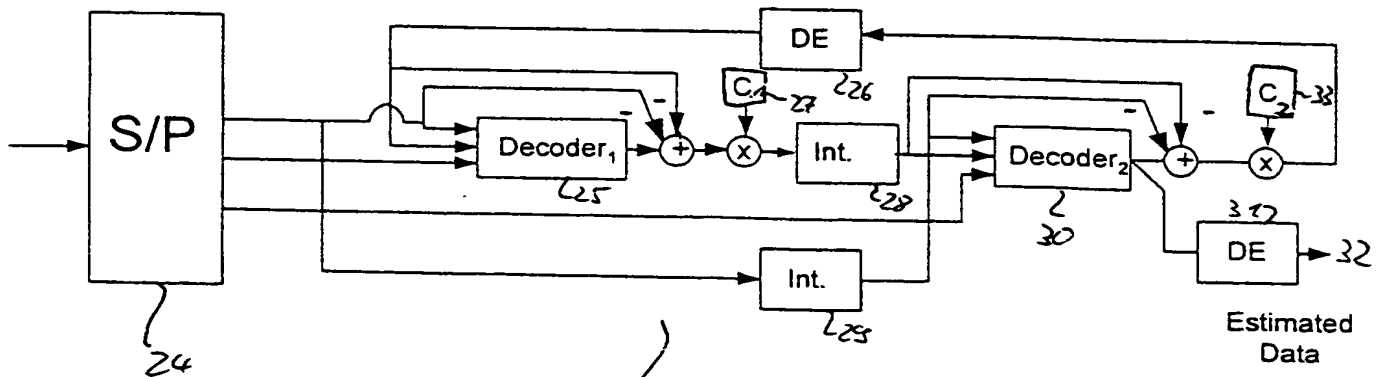 DE
26
C1
27
C2
33
S/P
Decoder1
25
Int.
28
Decoder2
30
31
DE
32
Int.
29
24
Estimated
Data